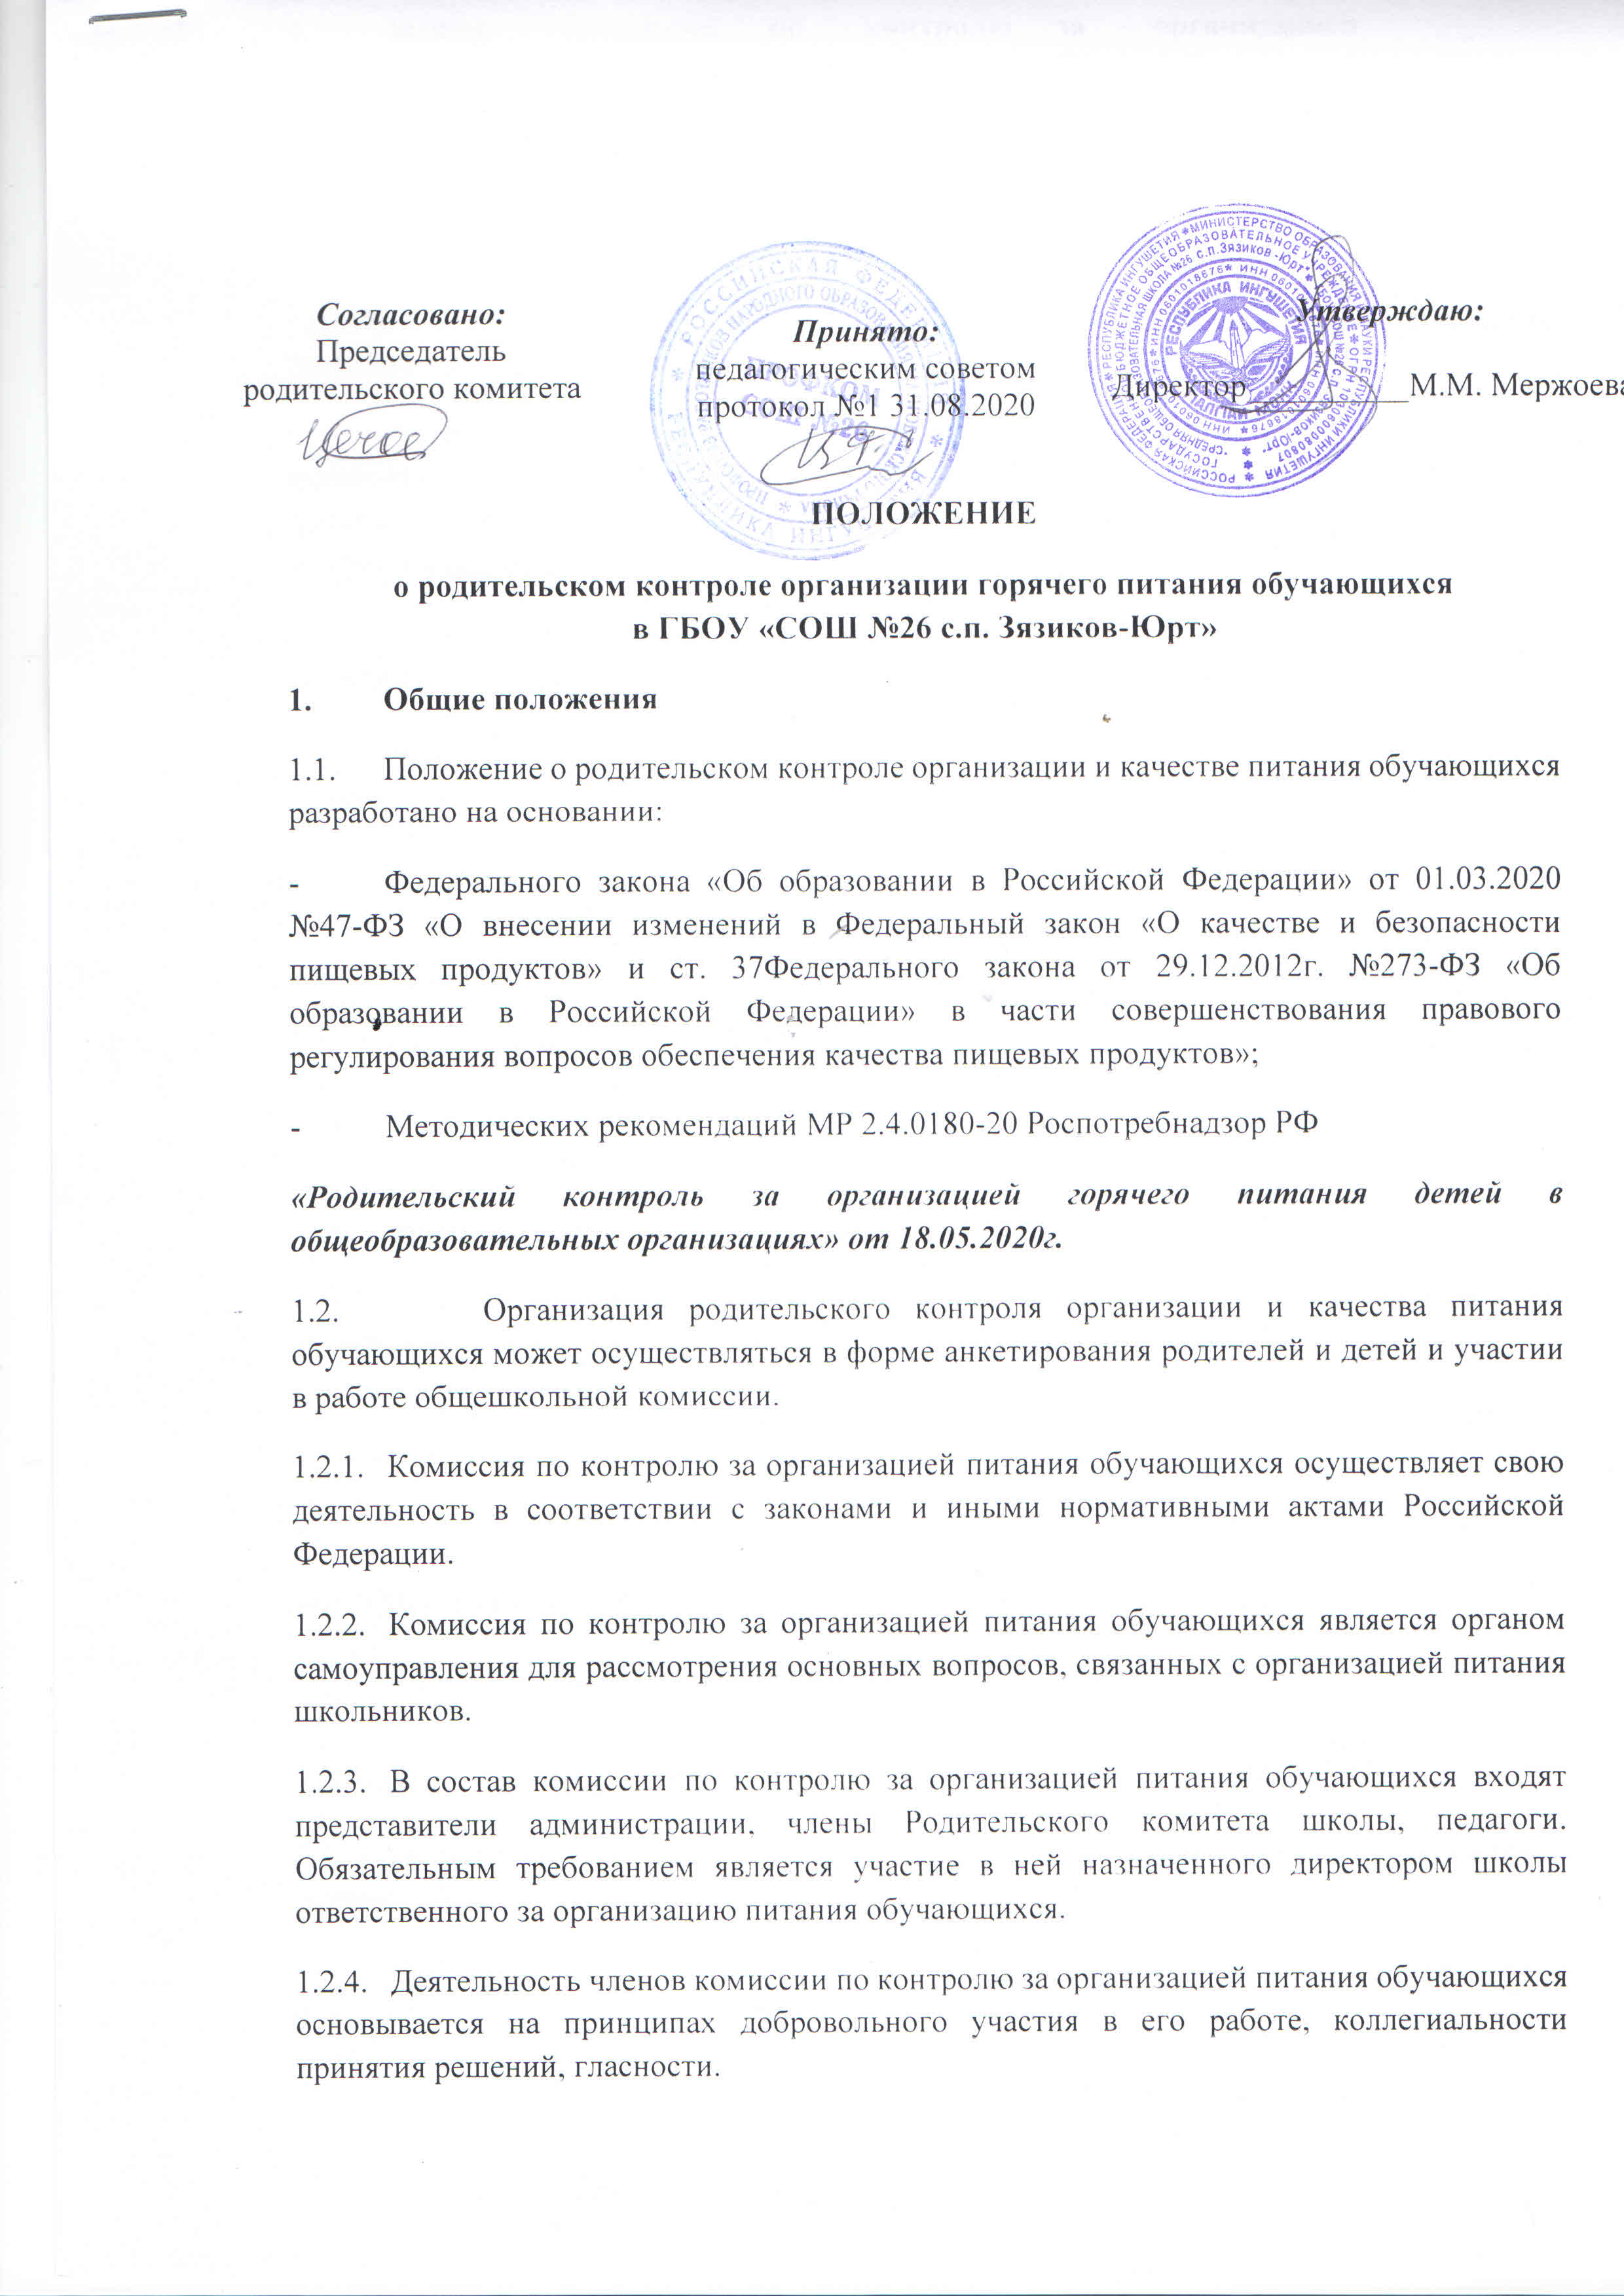 Согласовано:
Председатель
родительского комитета
Принято:
педагогическим советом
протокол №1 31.08.2020
Утверждаю:
Директор__________М.М. Мержоева
РОССИЙСКАЯ ФЕДЕРАЦИЯ
ПРОФКОМ
СОШ №26
РЕСПУБЛИКА ИНГУШЕТИЯ
ПОЛОЖЕНИЕ
о родительском контроле организации горячего питания обучающихся
в ГБОУ «СОШ №26 с.п. Зязиков-Юрт»
1. Общие положения
1.1. Положение о родительском контроле организации и качестве питания обучающихся
разработано на основании:
- Федерального закона «Об образовании в Российской Федерации» от 01.03.2020
№47-ФЗ «О внесении изменений в Федеральный закон «О качестве и безопасности
пищевых продуктов» и ст. 37Федерального закона от 29.12.2012г. №273-ФЗ «Об
образовании в Российской Федерации» в части совершенствования правового
регулирования вопросов обеспечения качества пищевых продуктов»;
- Методических рекомендаций МР 2.4.0180-20 Роспотребнадзор РФ
«Родительский контроль за организацией горячего питания детей в
общеобразовательных организациях» от 18.05.2020г.
1.2. Организация родительского контроля организации и качества питания
обучающихся может осуществляться в форме анкетирования родителей и детей и участии
в работе общешкольной комиссии.
1.2.1. Комиссия по контролю за организацией питания обучающихся осуществляет свою
деятельность в соответствии с законами и иными нормативными актами Российской
Федерации.
1.2.2. Комиссия по контролю за организацией питания обучающихся является органом
самоуправления для рассмотрения основных вопросов, связанных с организацией питания
школьников.
1.2.3. В состав комиссии по контролю за организацией питания обучающихся входят
представители администрации, члены Родительского комитета школы, педагоги.
Обязательным требованием является участие в ней назначенного директором школы
ответственного за организацию питания обучающихся.
1.2.4. Деятельность членов комиссии по контролю за организацией питания обучающихся
основывается на принципах добровольного участия в его работе, коллегиальности
принятия решений, гласности.